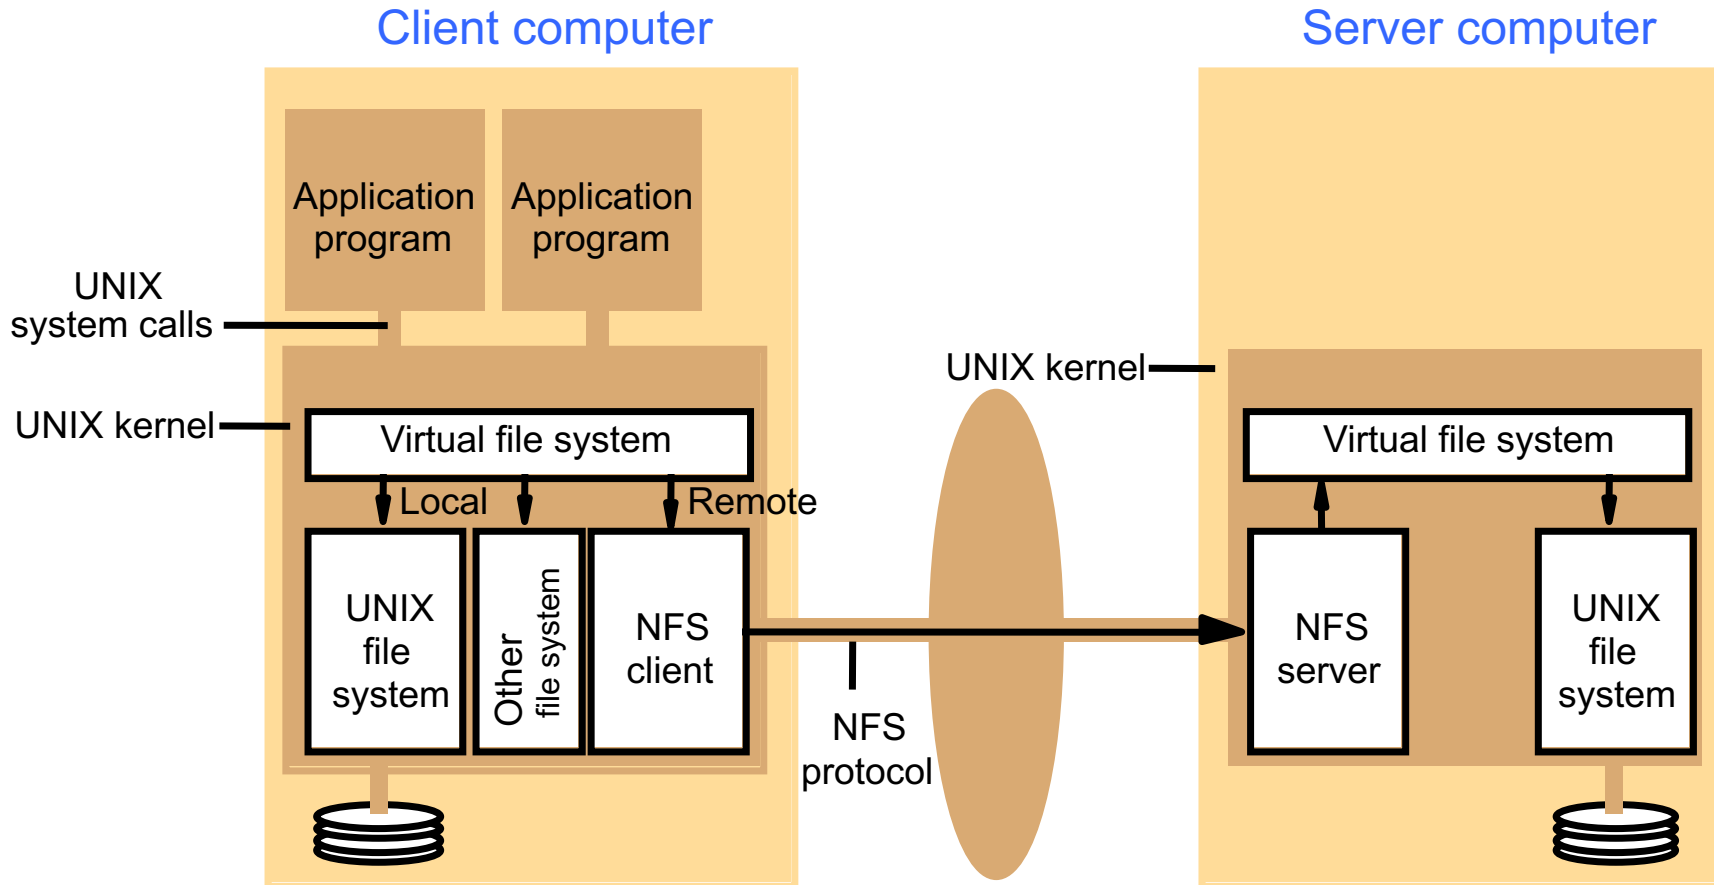 Client computer
Server computer
Application
program
Application
program
UNIX
system calls
UNIX kernel
UNIX kernel
Virtual file system
Virtual file system
Local
Remote
UNIX
file
system
Other
file system
NFS
client
NFS
protocol
NFS
server
UNIX
file
system